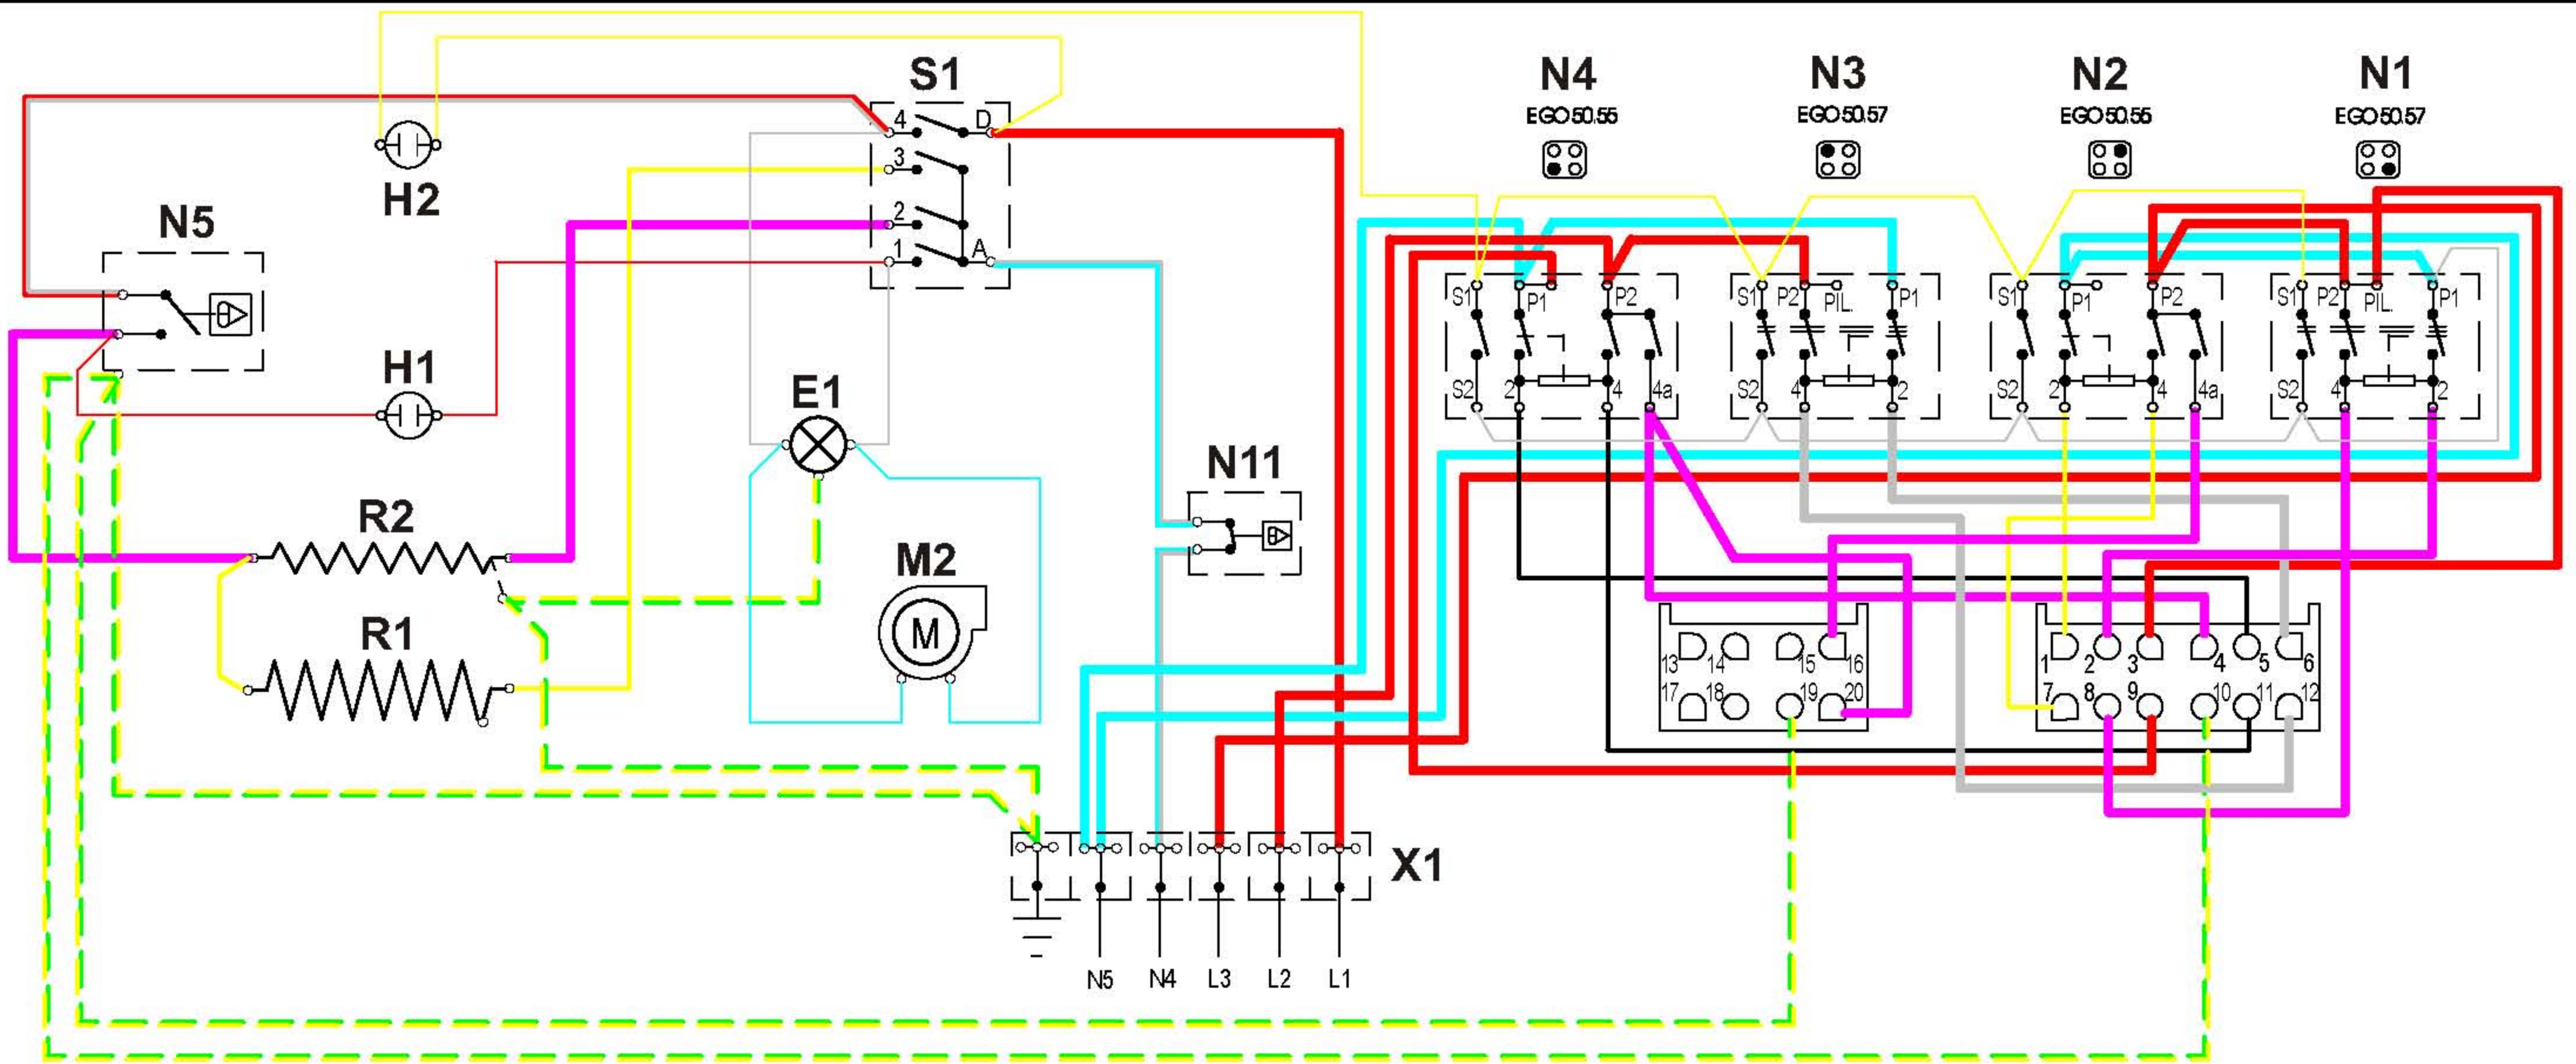 N4 N3 N2 N1
S1
EGO 50.55 EGO 50.57 EGO 50.55 EGO 50.57
4 D
3
H2
N5
2
1 A
S1 P1 P2 S1 P2 PIL. P1 S1 P1 P2 S1 P2 PIL. P1
H1
E1
S2 2 4 4a S2 4 2 S2 2 4 4a S2 4 2
N11
R2
M2
R1
M
13 14 15 16 1 2 3 4 5 6
17 18 19 20 7 8 9 10 11 12
X1
N5 N4 L3 L2 L1